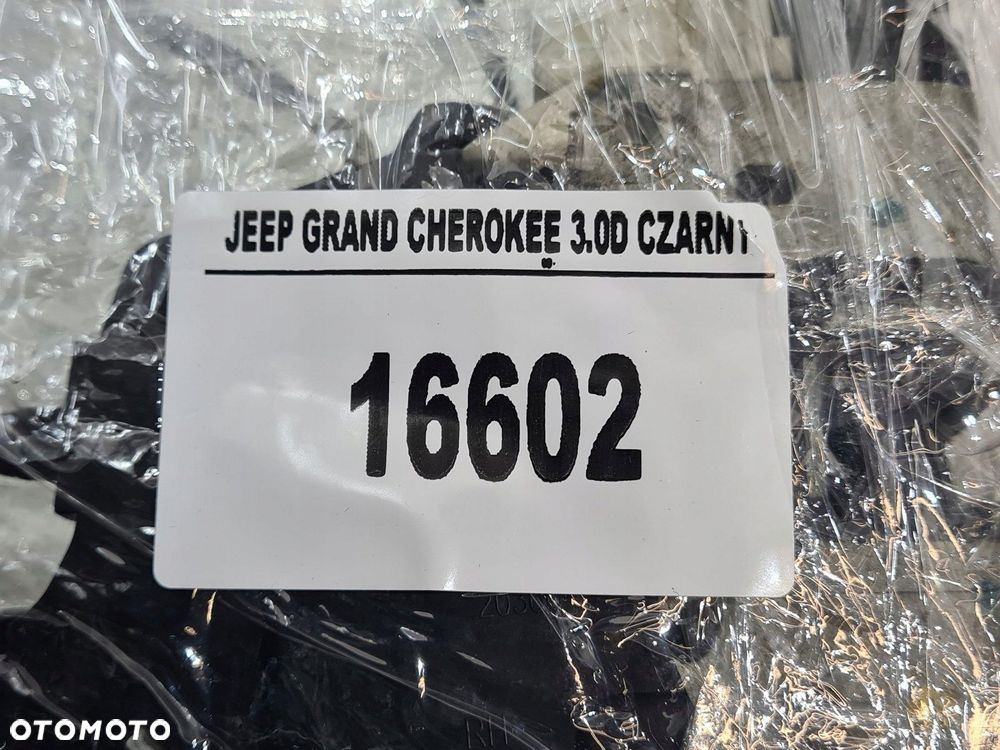 JEEP GRAND CHEROKEE 3.0D CZARNY
16602
OTOMOTO